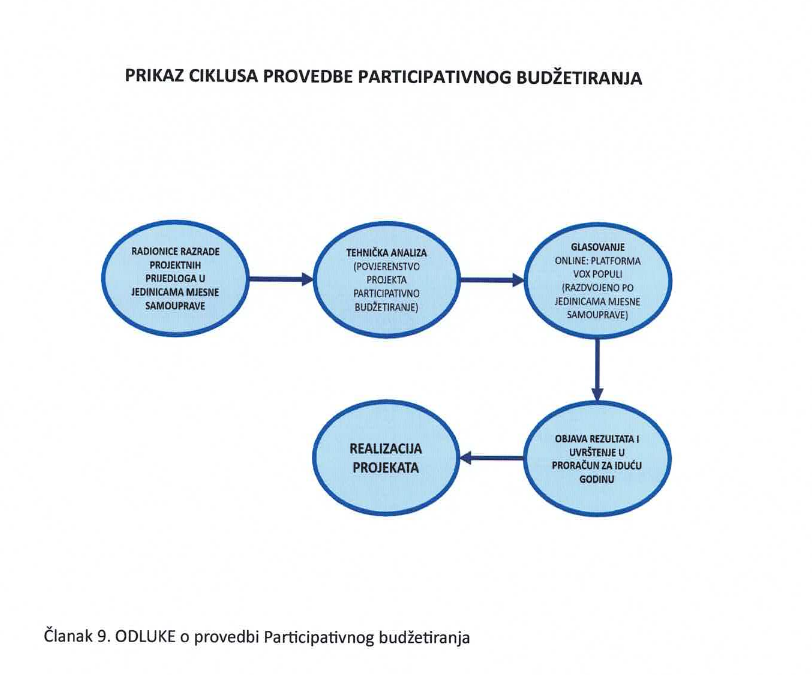 PRIKAZ CIKLUSA PROVEDBE PARTICIPATIVNOG BUDŽETIRANJA
RADIONICE RAZRADE
PROJEKTNIH
PRIJEDLOGA U
JEDINICAMA MJESNE
SAMOUPRAVE
TEHNIČKA ANALIZA
(POVJERENSTVO
PROJEKTA
PARTICIPATIVNO
BUDŽETIRANJE)
GLASOVANJE
ONLINE: PLATFORMA
VOX POPULI
(RAZDVOJENO PO
JEDINICAMA MJESNE
SAMOUPRAVE)
OBJAVA REZULTATA I
UVRŠTENJE U
PRORAČUN ZA IDUĆU
GODINU
REALIZACIJA
PROJEKATA
Članak 9. ODLUKE o provedbi Participativnog budžetiranja